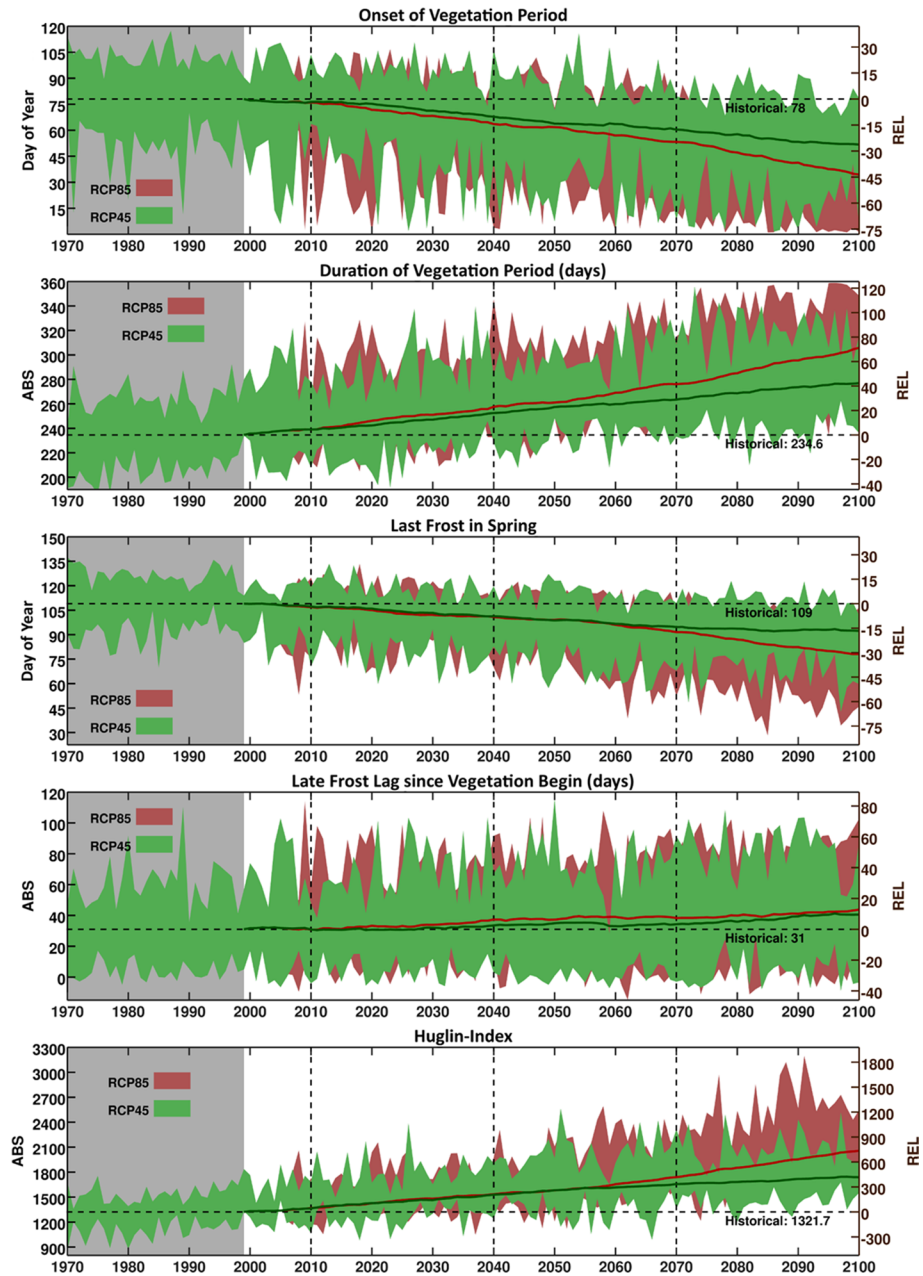 Onset of Vegetation Period
120
105
90
75
60
45
30
15
Day of Year
30
15
0
-15
-30
-45
-60
-75
REL
Historical: 78
RCP85
RCP45
1970 1980 1990 2000 2010 2020 2030 2040 2050 2060 2070 2080 2090 2100
Duration of Vegetation Period (days)
360
340
320
300
280
260
240
220
200
ABS
120
100
80
60
40
20
0
-20
-40
REL
RCP85
RCP45
Historical: 234.6
1970 1980 1990 2000 2010 2020 2030 2040 2050 2060 2070 2080 2090 2100
Last Frost in Spring
150
135
120
105
90
75
60
45
30
Day of Year
30
15
0
-15
-30
-45
-60
-75
REL
Historical: 109
RCP85
RCP45
1970 1980 1990 2000 2010 2020 2030 2040 2050 2060 2070 2080 2090 2100
Late Frost Lag since Vegetation Begin (days)
120
100
80
60
40
20
0
ABS
80
60
40
20
0
-20
-40
REL
RCP85
RCP45
Historical: 31
1970 1980 1990 2000 2010 2020 2030 2040 2050 2060 2070 2080 2090 2100
Huglin-Index
3300
3000
2700
2400
2100
1800
1500
1200
900
ABS
1800
1500
1200
900
600
300
0
-300
REL
RCP85
RCP45
Historical: 1321.7
1970 1980 1990 2000 2010 2020 2030 2040 2050 2060 2070 2080 2090 2100